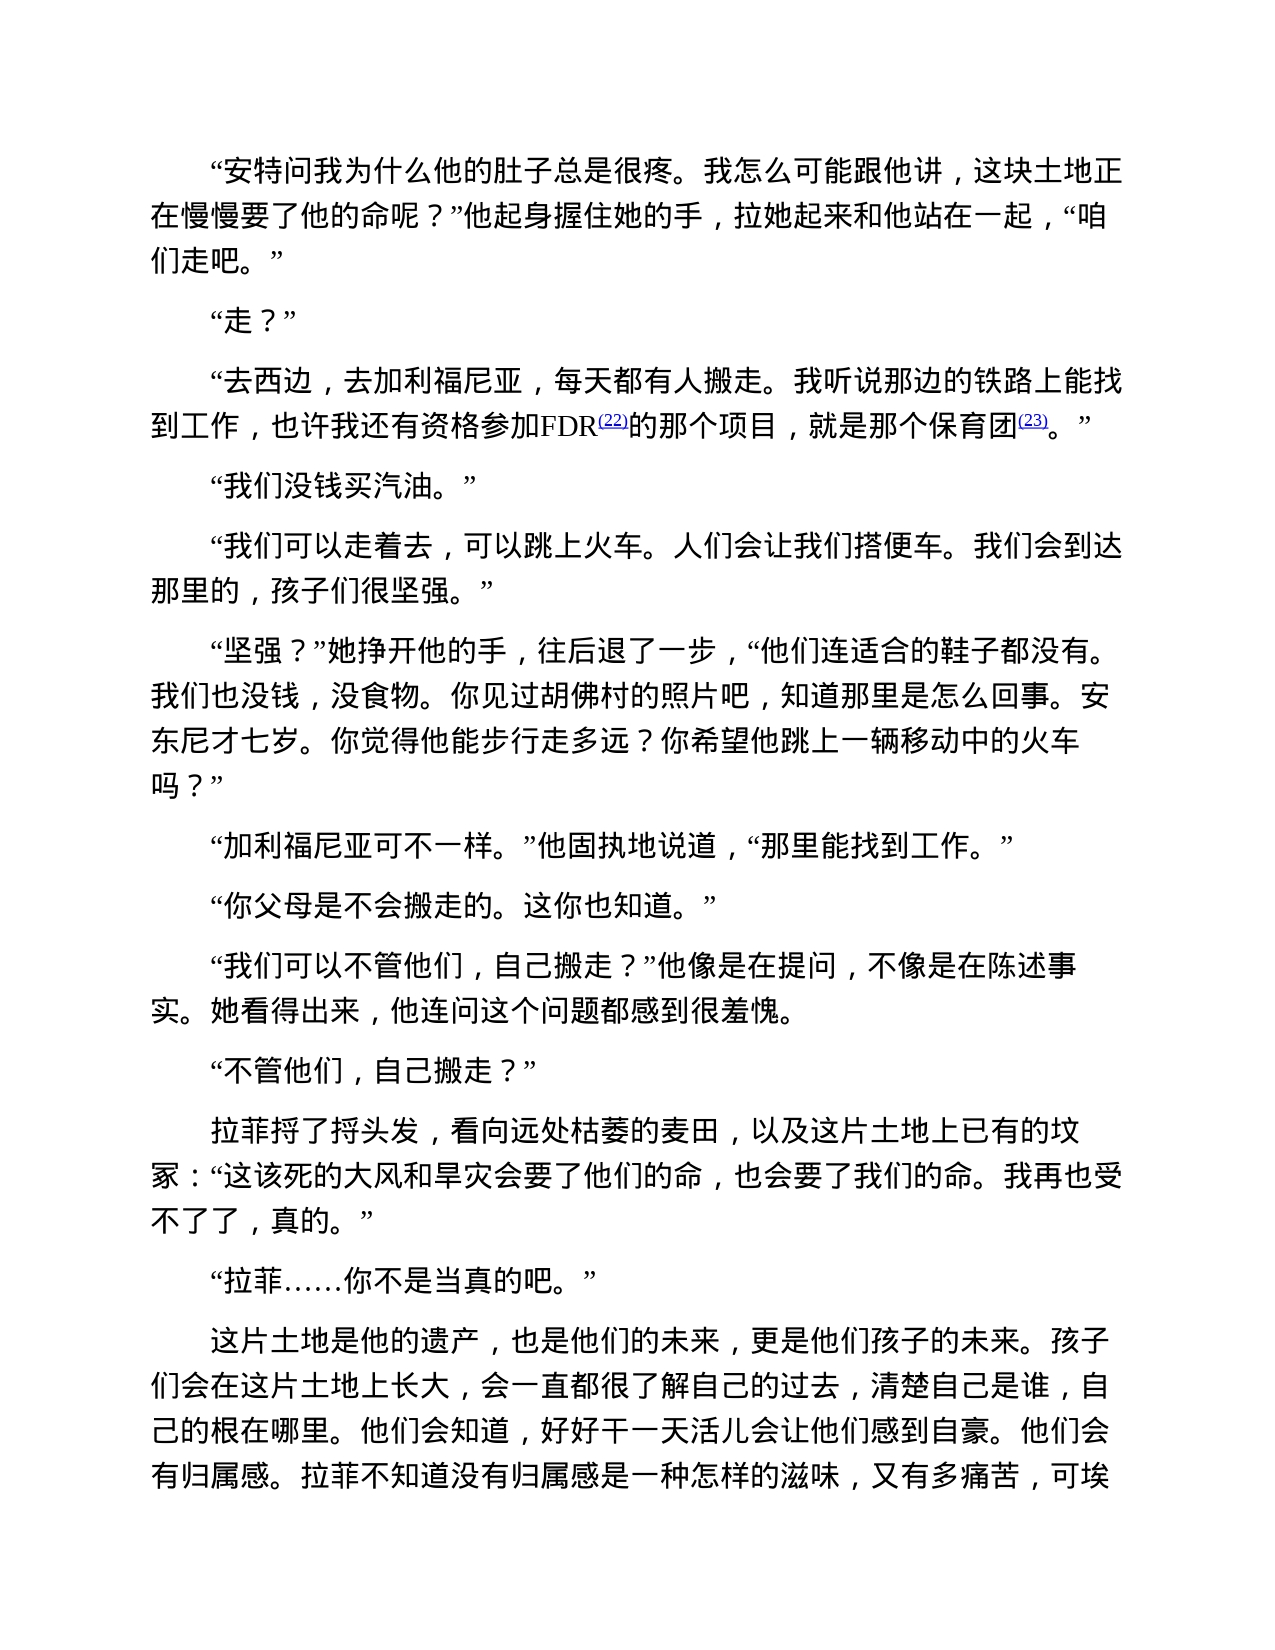 “安特问我为什么他的肚子总是很疼。我怎么可能跟他讲，这块土地正
在慢慢要了他的命呢？”他起身握住她的手，拉她起来和他站在一起，“咱
们走吧。”
“走？”
“去西边，去加利福尼亚，每天都有人搬走。我听说那边的铁路上能找
到工作，也许我还有资格参加FDR(22)的那个项目，就是那个保育团(23)。”
“我们没钱买汽油。”
“我们可以走着去，可以跳上火车。人们会让我们搭便车。我们会到达
那里的，孩子们很坚强。”
“坚强？”她挣开他的手，往后退了一步，“他们连适合的鞋子都没有。
我们也没钱，没食物。你见过胡佛村的照片吧，知道那里是怎么回事。安
东尼才七岁。你觉得他能步行走多远？你希望他跳上一辆移动中的火车
吗？”
“加利福尼亚可不一样。”他固执地说道，“那里能找到工作。”
“你父母是不会搬走的。这你也知道。”
“我们可以不管他们，自己搬走？”他像是在提问，不像是在陈述事
实。她看得出来，他连问这个问题都感到很羞愧。
“不管他们，自己搬走？”
拉菲捋了捋头发，看向远处枯萎的麦田，以及这片土地上已有的坟
冢：“这该死的大风和旱灾会要了他们的命，也会要了我们的命。我再也受
不了了，真的。”
“拉菲……你不是当真的吧。”
这片土地是他的遗产，也是他们的未来，更是他们孩子的未来。孩子
们会在这片土地上长大，会一直都很了解自己的过去，清楚自己是谁，自
己的根在哪里。他们会知道，好好干一天活儿会让他们感到自豪。他们会
有归属感。拉菲不知道没有归属感是一种怎样的滋味，又有多痛苦，可埃